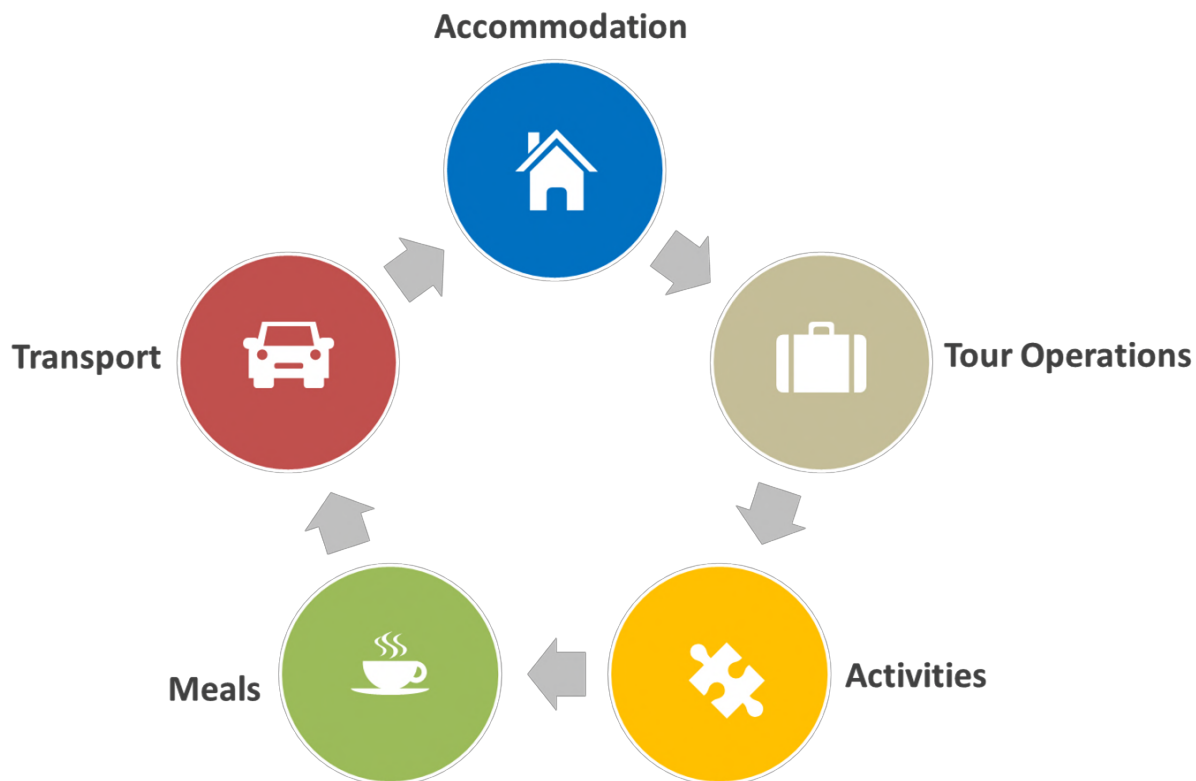 Accommodation
Transport
Tour Operations
Meals
Activities